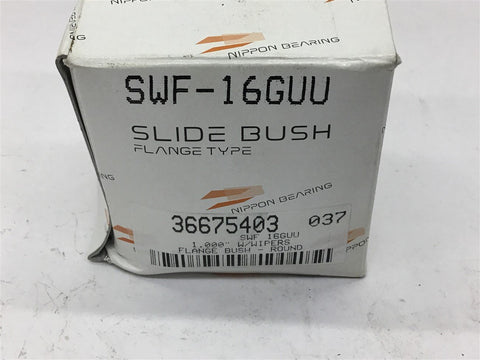 NIPPON BEARING
SWF-16GUU
SLIDE BUSH
FLANGE TYPE
NIPPON BEARING
36675403 037
SWF 16GUU
1.000" W/WIPERS
FLANGE BUSH - ROUND